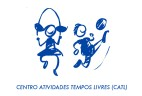 CENTRO ATIVIDADES TEMPOS LIVRES (CATL)